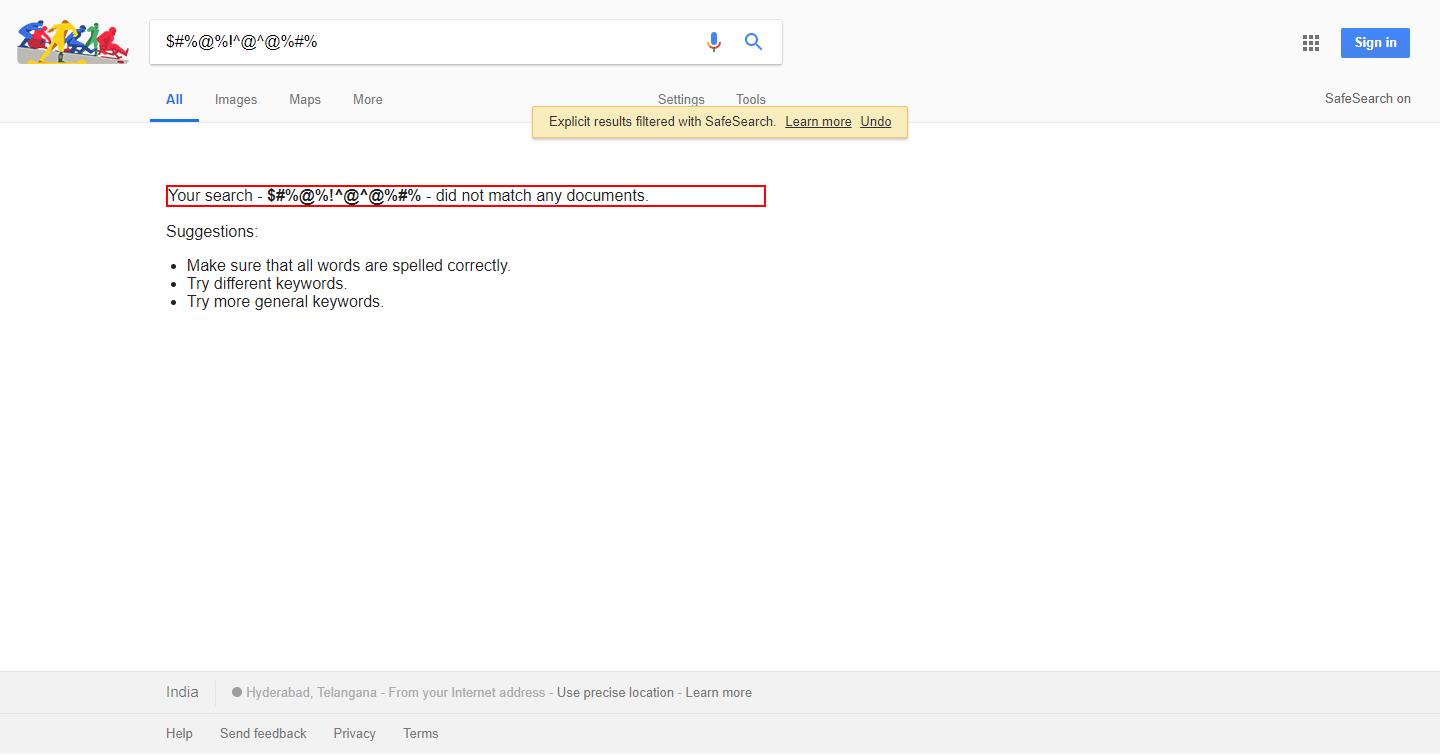 $#%@%!^@^@%#%
Sign in
All Images Maps More Settings Tools
SafeSearch on
Explicit results filtered with SafeSearch. Learn more Undo
Your search - $#%@%!^@^@%#% - did not match any documents.
Suggestions:
Make sure that all words are spelled correctly.
Try different keywords.
Try more general keywords.
India Hyderabad, Telangana - From your Internet address - Use precise location - Learn more
Help Send feedback Privacy Terms